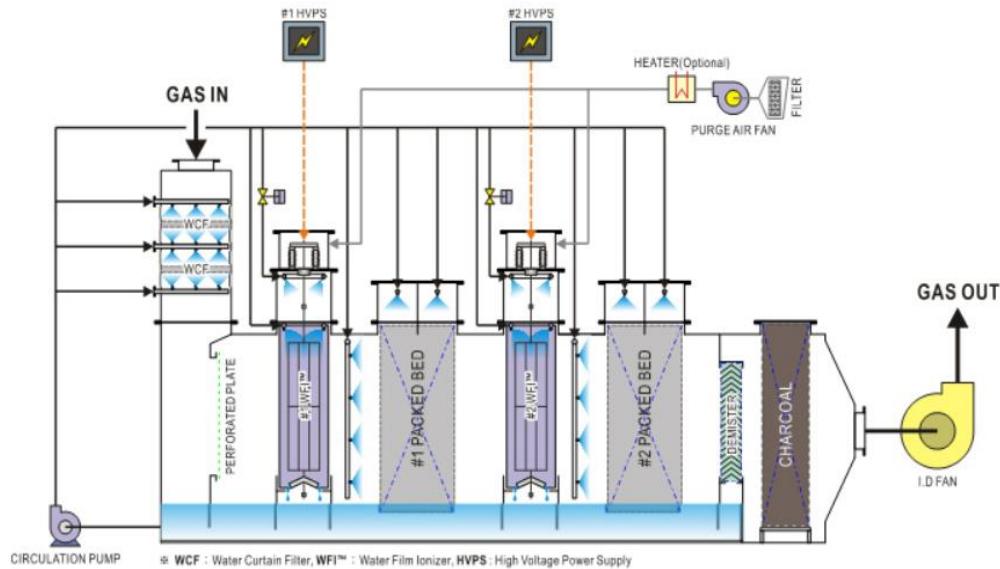 #1 HVPS
#2 HVPS
HEATER(Optional)
FILTER
PURGE AIR FAN
GAS IN
WCF
WCF
GAS OUT
PERFORATED PLATE
#1 WFI™
#1 PACKED BED
#2 WFI™
#2 PACKED BED
DEMISTER
CHARCOAL
I.D FAN
CIRCULATION PUMP
※ WCF : Water Curtain Filter, WFI™ : Water Film Ionizer, HVPS : High Voltage Power Supply